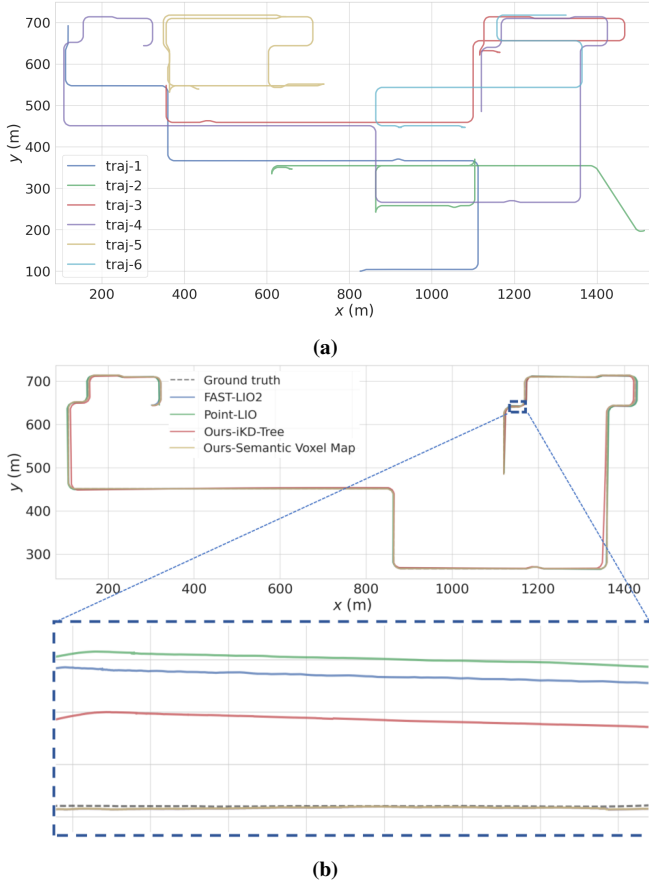 700
600
500
400
300
200
100
y (m)
traj-1
traj-2
traj-3
traj-4
traj-5
traj-6
200 400 600 800 1000 1200 1400
x (m)
(a)
700
600
500
400
300
y (m)
Ground truth
FAST-LIO2
Point-LIO
Ours-iKD-Tree
Ours-Semantic Voxel Map
200 400 600 800 1000 1200 1400
x (m)
(b)